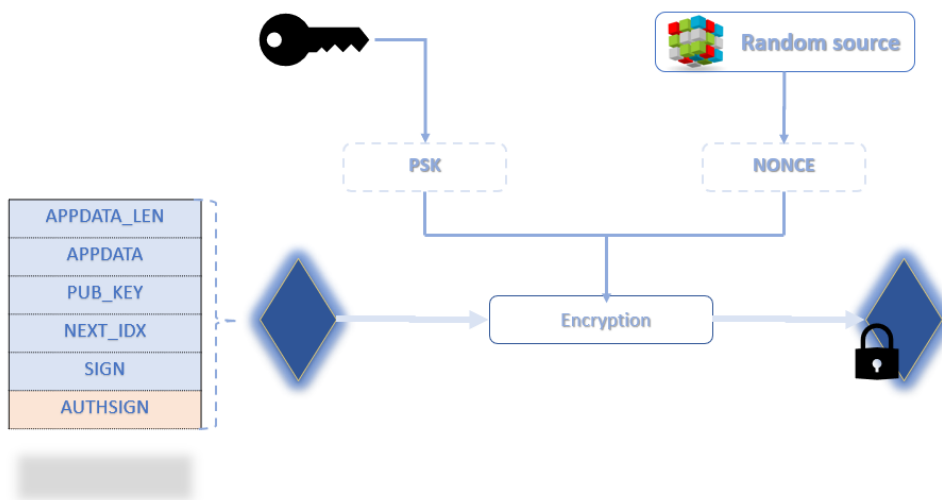 Random source
PSK
NONCE
APPDATA_LEN
APPDATA
PUB_KEY
NEXT_IDX
SIGN
AUTHSIGN
Encryption